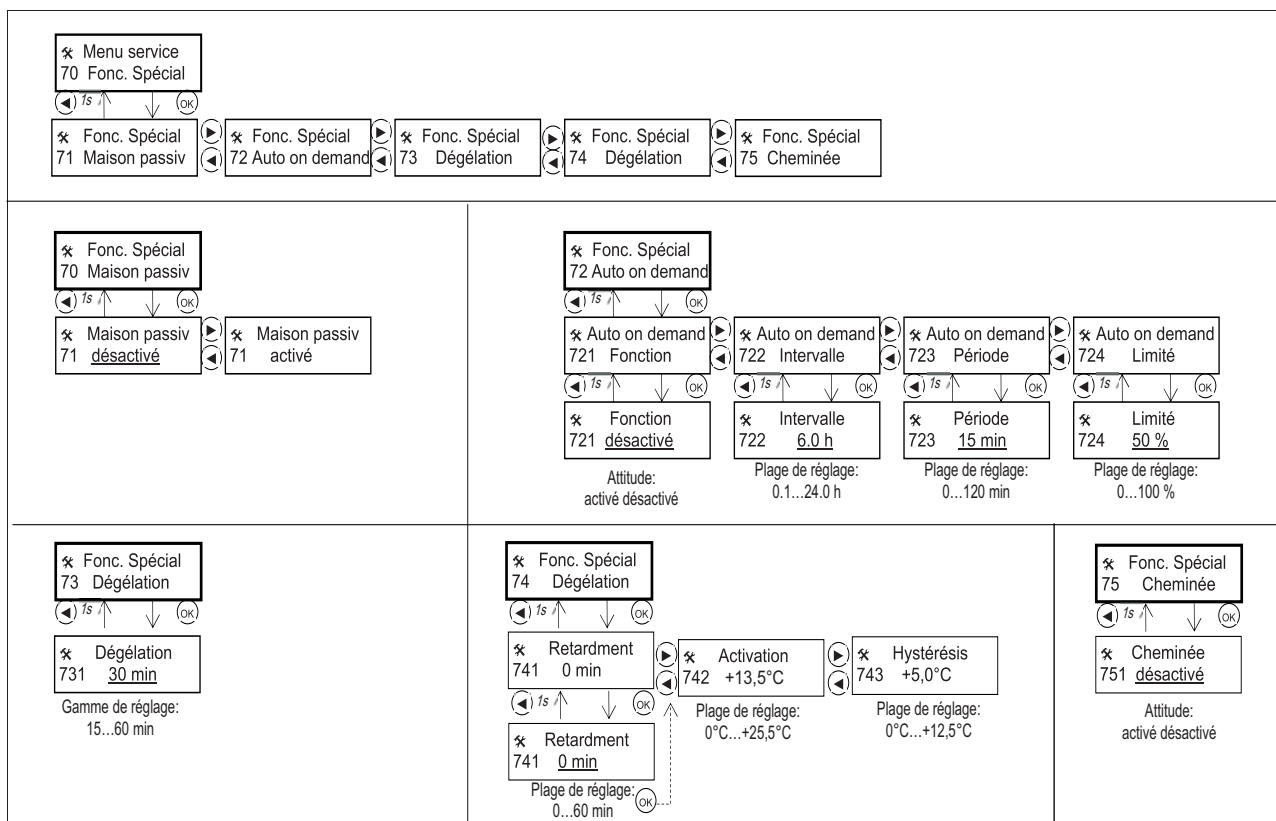 Menu service
70 Fonc. Spécial
1s OK
Fonc. Spécial
71 Maison passiv
Fonc. Spécial
72 Auto on demand
Fonc. Spécial
73 Dégélation
Fonc. Spécial
74 Dégélation
Fonc. Spécial
75 Cheminée
Fonc. Spécial
70 Maison passiv
1s OK
Maison passiv
71 désactivé
Maison passiv
71 activé
Fonc. Spécial
72 Auto on demand
1s OK
Auto on demand
721 Fonction
Auto on demand
722 Intervalle
Auto on demand
723 Période
Auto on demand
724 Limité
1s OK
1s OK
1s OK
1s OK
Fonction
721 désactivé
Intervalle
722 6.0 h
Période
723 15 min
Limité
724 50 %
Attitude:
activé désactivé
Plage de réglage:
0.1...24.0 h
Plage de réglage:
0...120 min
Plage de réglage:
0...100 %
Fonc. Spécial
73 Dégélation
1s OK
Dégélation
731 30 min
Gamme de réglage:
15...60 min
Fonc. Spécial
74 Dégélation
1s OK
Retardment
741 0 min
Activation
742 +13,5°C
Hystérésis
743 +5,0°C
1s OK
Retardment
741 0 min
Plage de réglage:
0...60 min
OK
Plage de réglage:
0°C...+25,5°C
Plage de réglage:
0°C...+12,5°C
Fonc. Spécial
75 Cheminée
1s OK
Cheminée
751 désactivé
Attitude:
activé désactivé